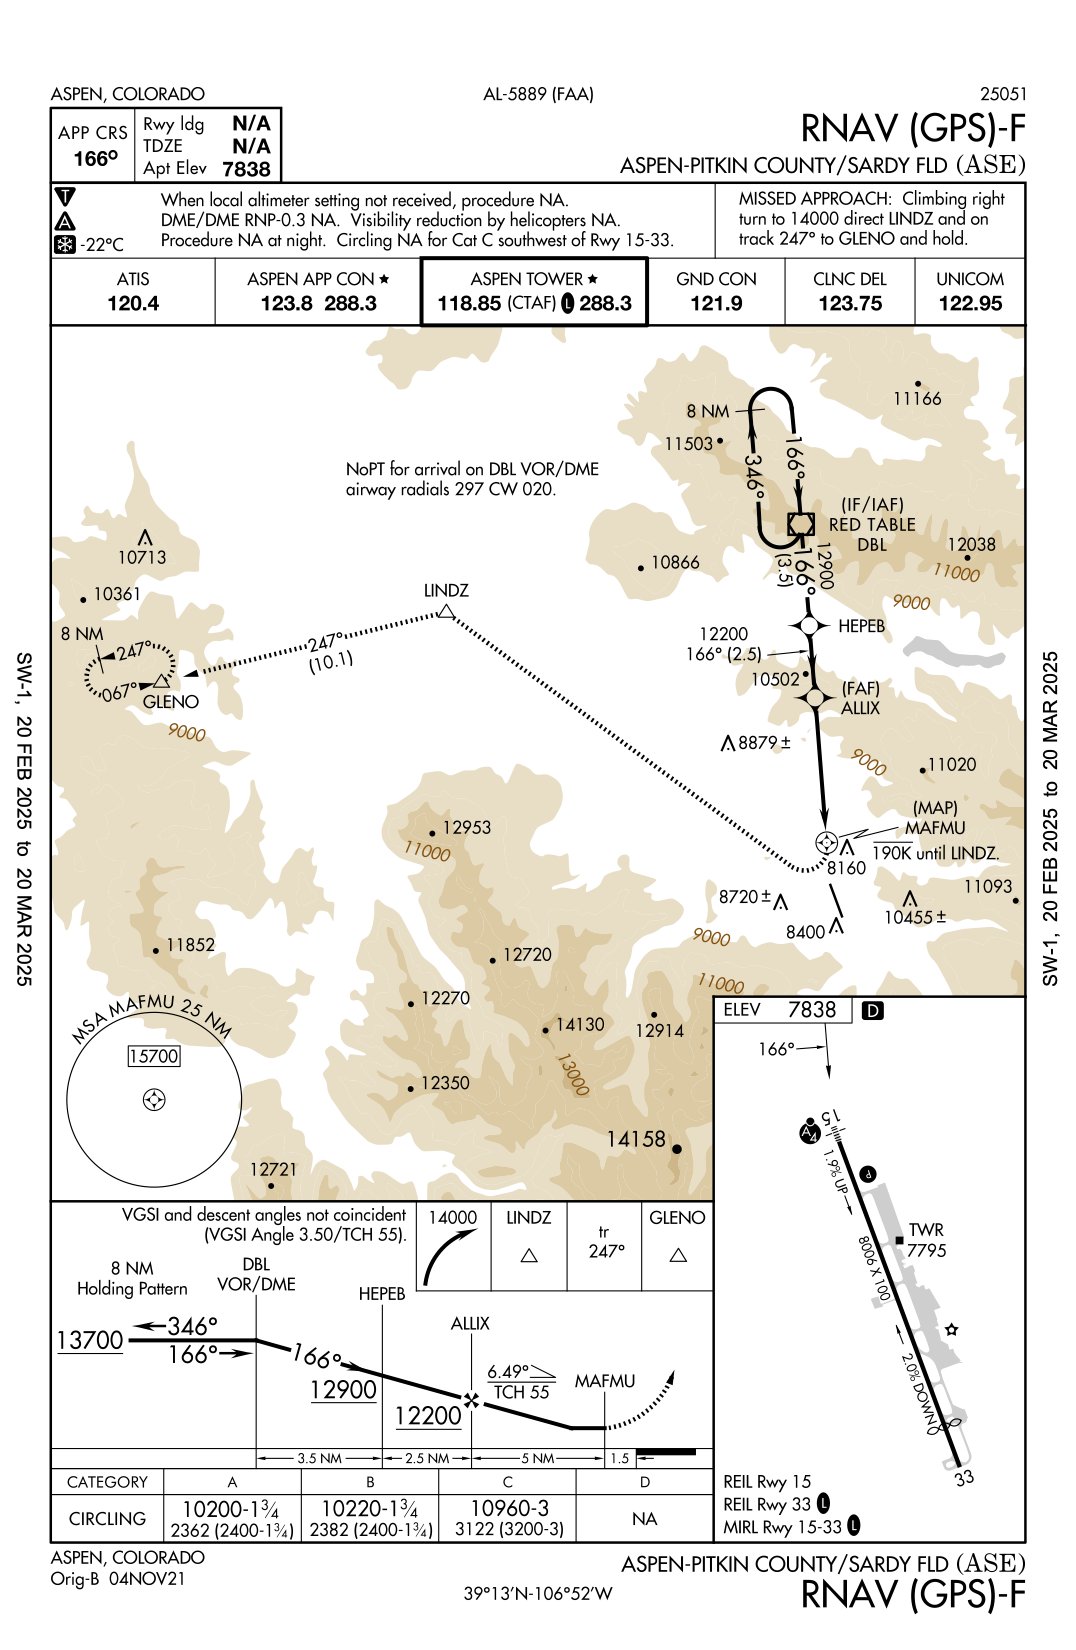 ASPEN, COLORADO
AL-5889 (FAA)
25051
RNAV (GPS)-F
ASPEN-PITKIN COUNTY/SARDY FLD (ASE)
APP CRS
166°
Rwy ldg N/A
TDZE N/A
Apt Elev 7838
T
A
-22°C
When local altimeter setting not received, procedure NA.
DME/DME RNP-0.3 NA. Visibility reduction by helicopters NA.
Procedure NA at night. Circling NA for Cat C southwest of Rwy 15-33.
MISSED APPROACH: Climbing right
turn to 14000 direct LINDZ and on
track 247° to GLENO and hold.
ATIS
120.4
ASPEN APP CON ★
123.8 288.3
ASPEN TOWER ★
118.85 (CTAF) L 288.3
GND CON
121.9
CLNC DEL
123.75
UNICOM
122.95
11166
8 NM
11503
166°
346°
NoPT for arrival on DBL VOR/DME
airway radials 297 CW 020.
(IF/IAF)
RED TABLE
DBL
12038
11000
9000
10713
10866
12900
166°
(3.5)
10361
LINDZ
8 NM
247°
067°
GLENO
247°
(10.1)
HEPEB
12200
166° (2.5)
10502
(FAF)
ALLIX
9000
8879 ±
9000
11020
(MAP)
MAFMU
190K until LINDZ.
8160
12953
11000
8720 ±
8400
10455 ±
11093
9000
11852
12720
11000
12270
14130
12914
MSA MAFMU 25 NM
15700
12350
13000
14158
12721
ELEV 7838
D
166°
15
A4
1.9% UP
P
TWR
7795
8006 X 100
2.0% DOWN
33
REIL Rwy 15
REIL Rwy 33 L
MIRL Rwy 15-33 L
VGSI and descent angles not coincident
(VGSI Angle 3.50/TCH 55).
14000
LINDZ
tr
247°
GLENO
8 NM
Holding Pattern
DBL
VOR/DME
HEPEB
ALLIX
MAFMU
13700
346°
166°
166°
12900
12200
6.49°
TCH 55
3.5 NM
2.5 NM
5 NM
1.5
CATEGORY A B C D
CIRCLING
10200-1¾
2362 (2400-1¾)
10220-1¾
2382 (2400-1¾)
10960-3
3122 (3200-3)
NA
ASPEN, COLORADO
Orig-B 04NOV21
39°13'N-106°52'W
ASPEN-PITKIN COUNTY/SARDY FLD (ASE)
RNAV (GPS)-F
SW-1, 20 FEB 2025 to 20 MAR 2025
SW-1, 20 FEB 2025 to 20 MAR 2025